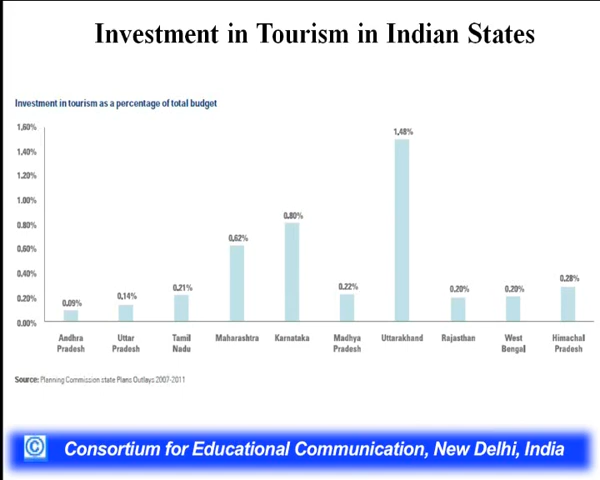 Investment in Tourism in Indian States
Investment in tourism as a percentage of total budget
1,60%
1,40%
1.20%
1.00%
0.80%
0.60%
0.40%
0.20%
0.00%
0.09%
0.14%
0.21%
0,62%
0.80%
0.22%
1,48%
0.20%
0.20%
0.28%
Andhra Pradesh
Uttar Pradesh
Tamil Nadu
Maharashtra
Karnataka
Madhya Pradesh
Uttarakhand
Rajasthan
West Bengal
Himachal Pradesh
Source: Planning Commission state Plans Outlays 2007-2011
© Consortium for Educational Communication, New Delhi, India